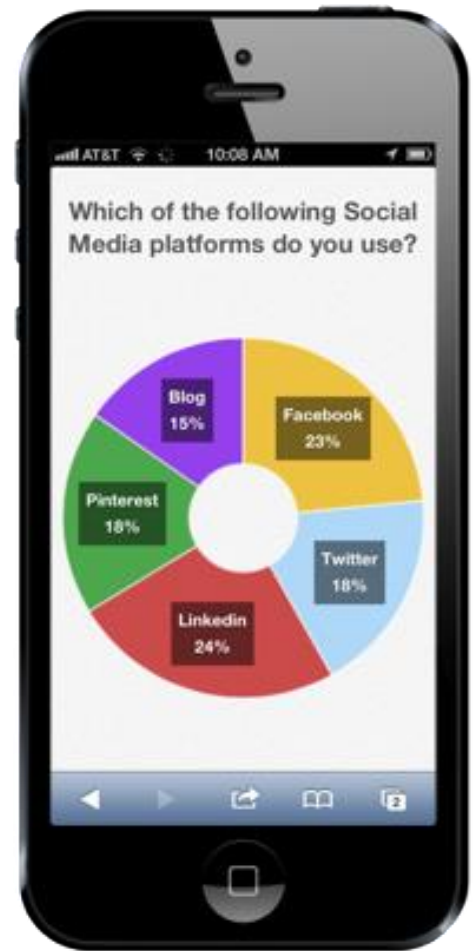 AT&T 10:08 AM
Which of the following Social
Media platforms do you use?
Blog
15%
Facebook
23%
Pinterest
18%
Twitter
18%
Linkedin
24%
2